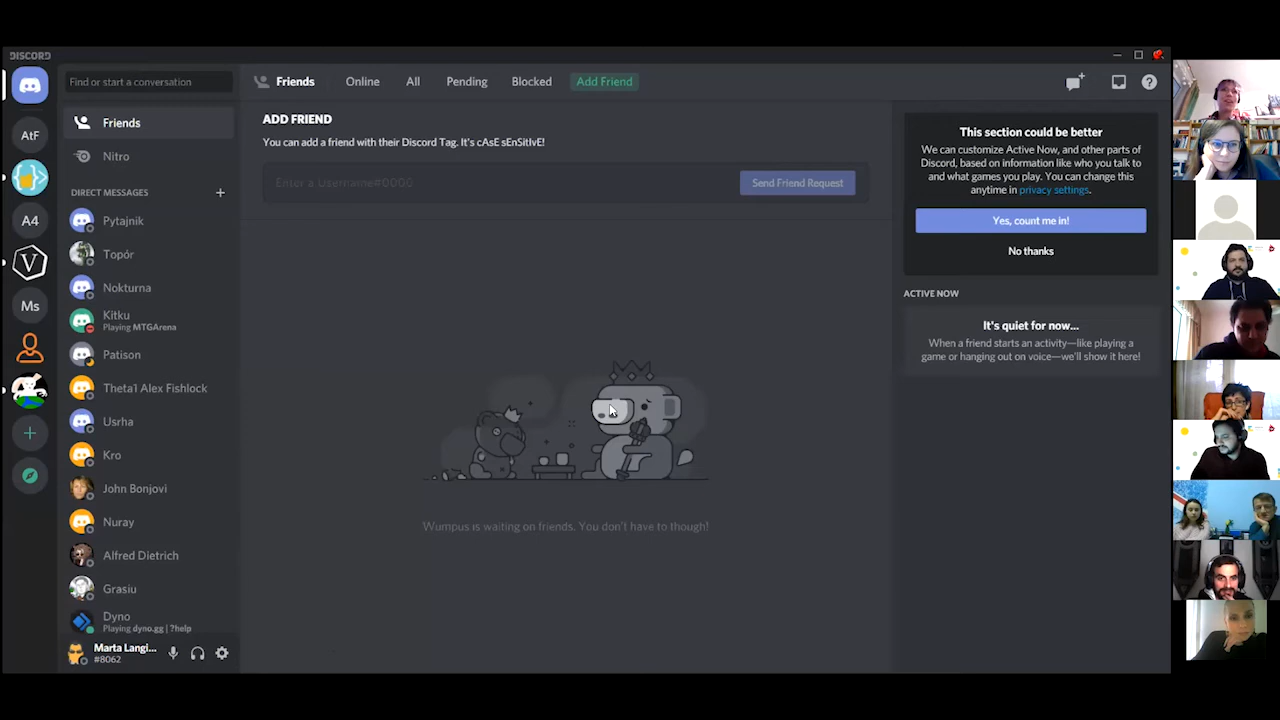 DISCORD
Find or start a conversation
Friends
Online
All
Pending
Blocked
Add Friend
AtF
A4
V
Ms
Friends
Nitro
DIRECT MESSAGES
Pytajnik
Topór
Nokturna
Kitku
Playing MTGArena
Patison
Theta1 Alex Fishlock
Usrha
Kro
John Bonjovi
Nuray
Alfred Dietrich
Grasiu
Dyno
Playing dyno.gg | ?help
Marta Langi...
#8062
ADD FRIEND
You can add a friend with their Discord Tag. It's cAsE sEnSitIvE!
Enter a Username#0000
Send Friend Request
Wumpus is waiting on friends. You don't have to though!
This section could be better
We can customize Active Now, and other parts of
Discord, based on information like who you talk to
and what games you play. You can change this
anytime in privacy settings.
Yes, count me in!
No thanks
ACTIVE NOW
It's quiet for now...
When a friend starts an activity—like playing a
game or hanging out on voice—we'll show it here!